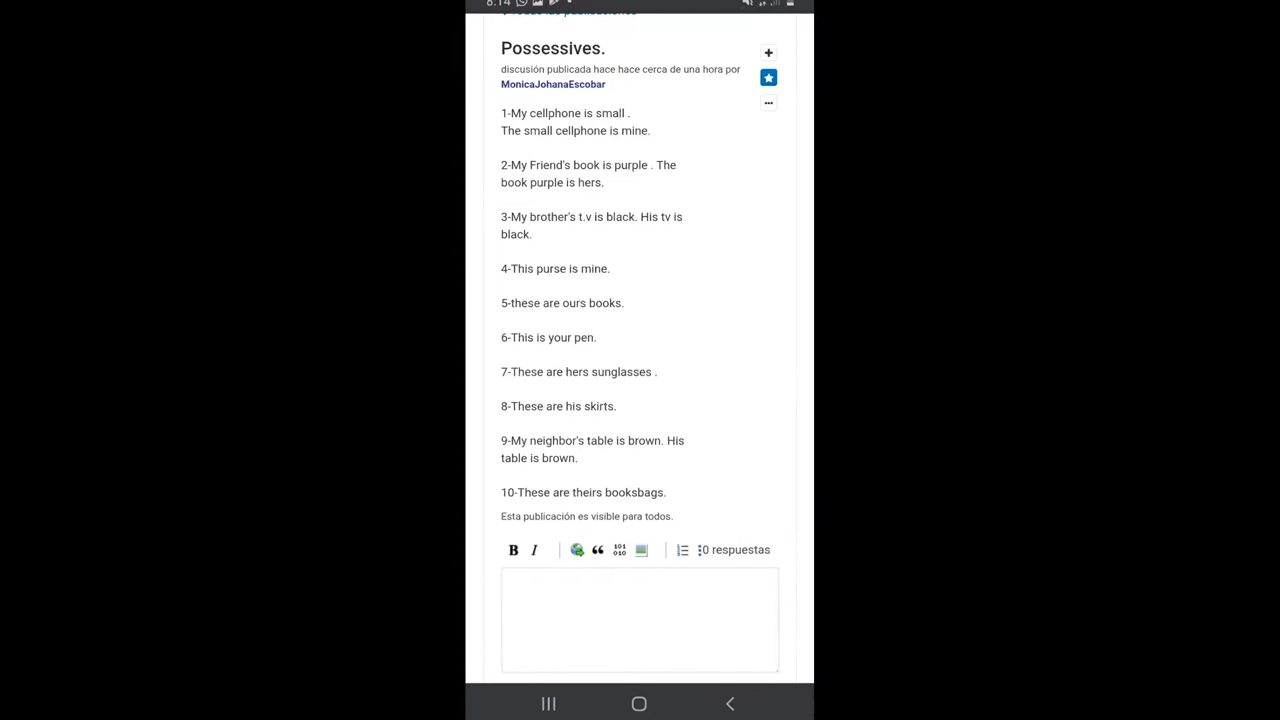 8:14
Possessives.
discusión publicada hace hace cerca de una hora por
MonicaJohanaEscobar
1-My cellphone is small .
The small cellphone is mine.
2-My Friend's book is purple . The
book purple is hers.
3-My brother's t.v is black. His tv is
black.
4-This purse is mine.
5-these are ours books.
6-This is your pen.
7-These are hers sunglasses .
8-These are his skirts.
9-My neighbor's table is brown. His
table is brown.
10-These are theirs booksbags.
Esta publicación es visible para todos.
B I 101 010 0 respuestas